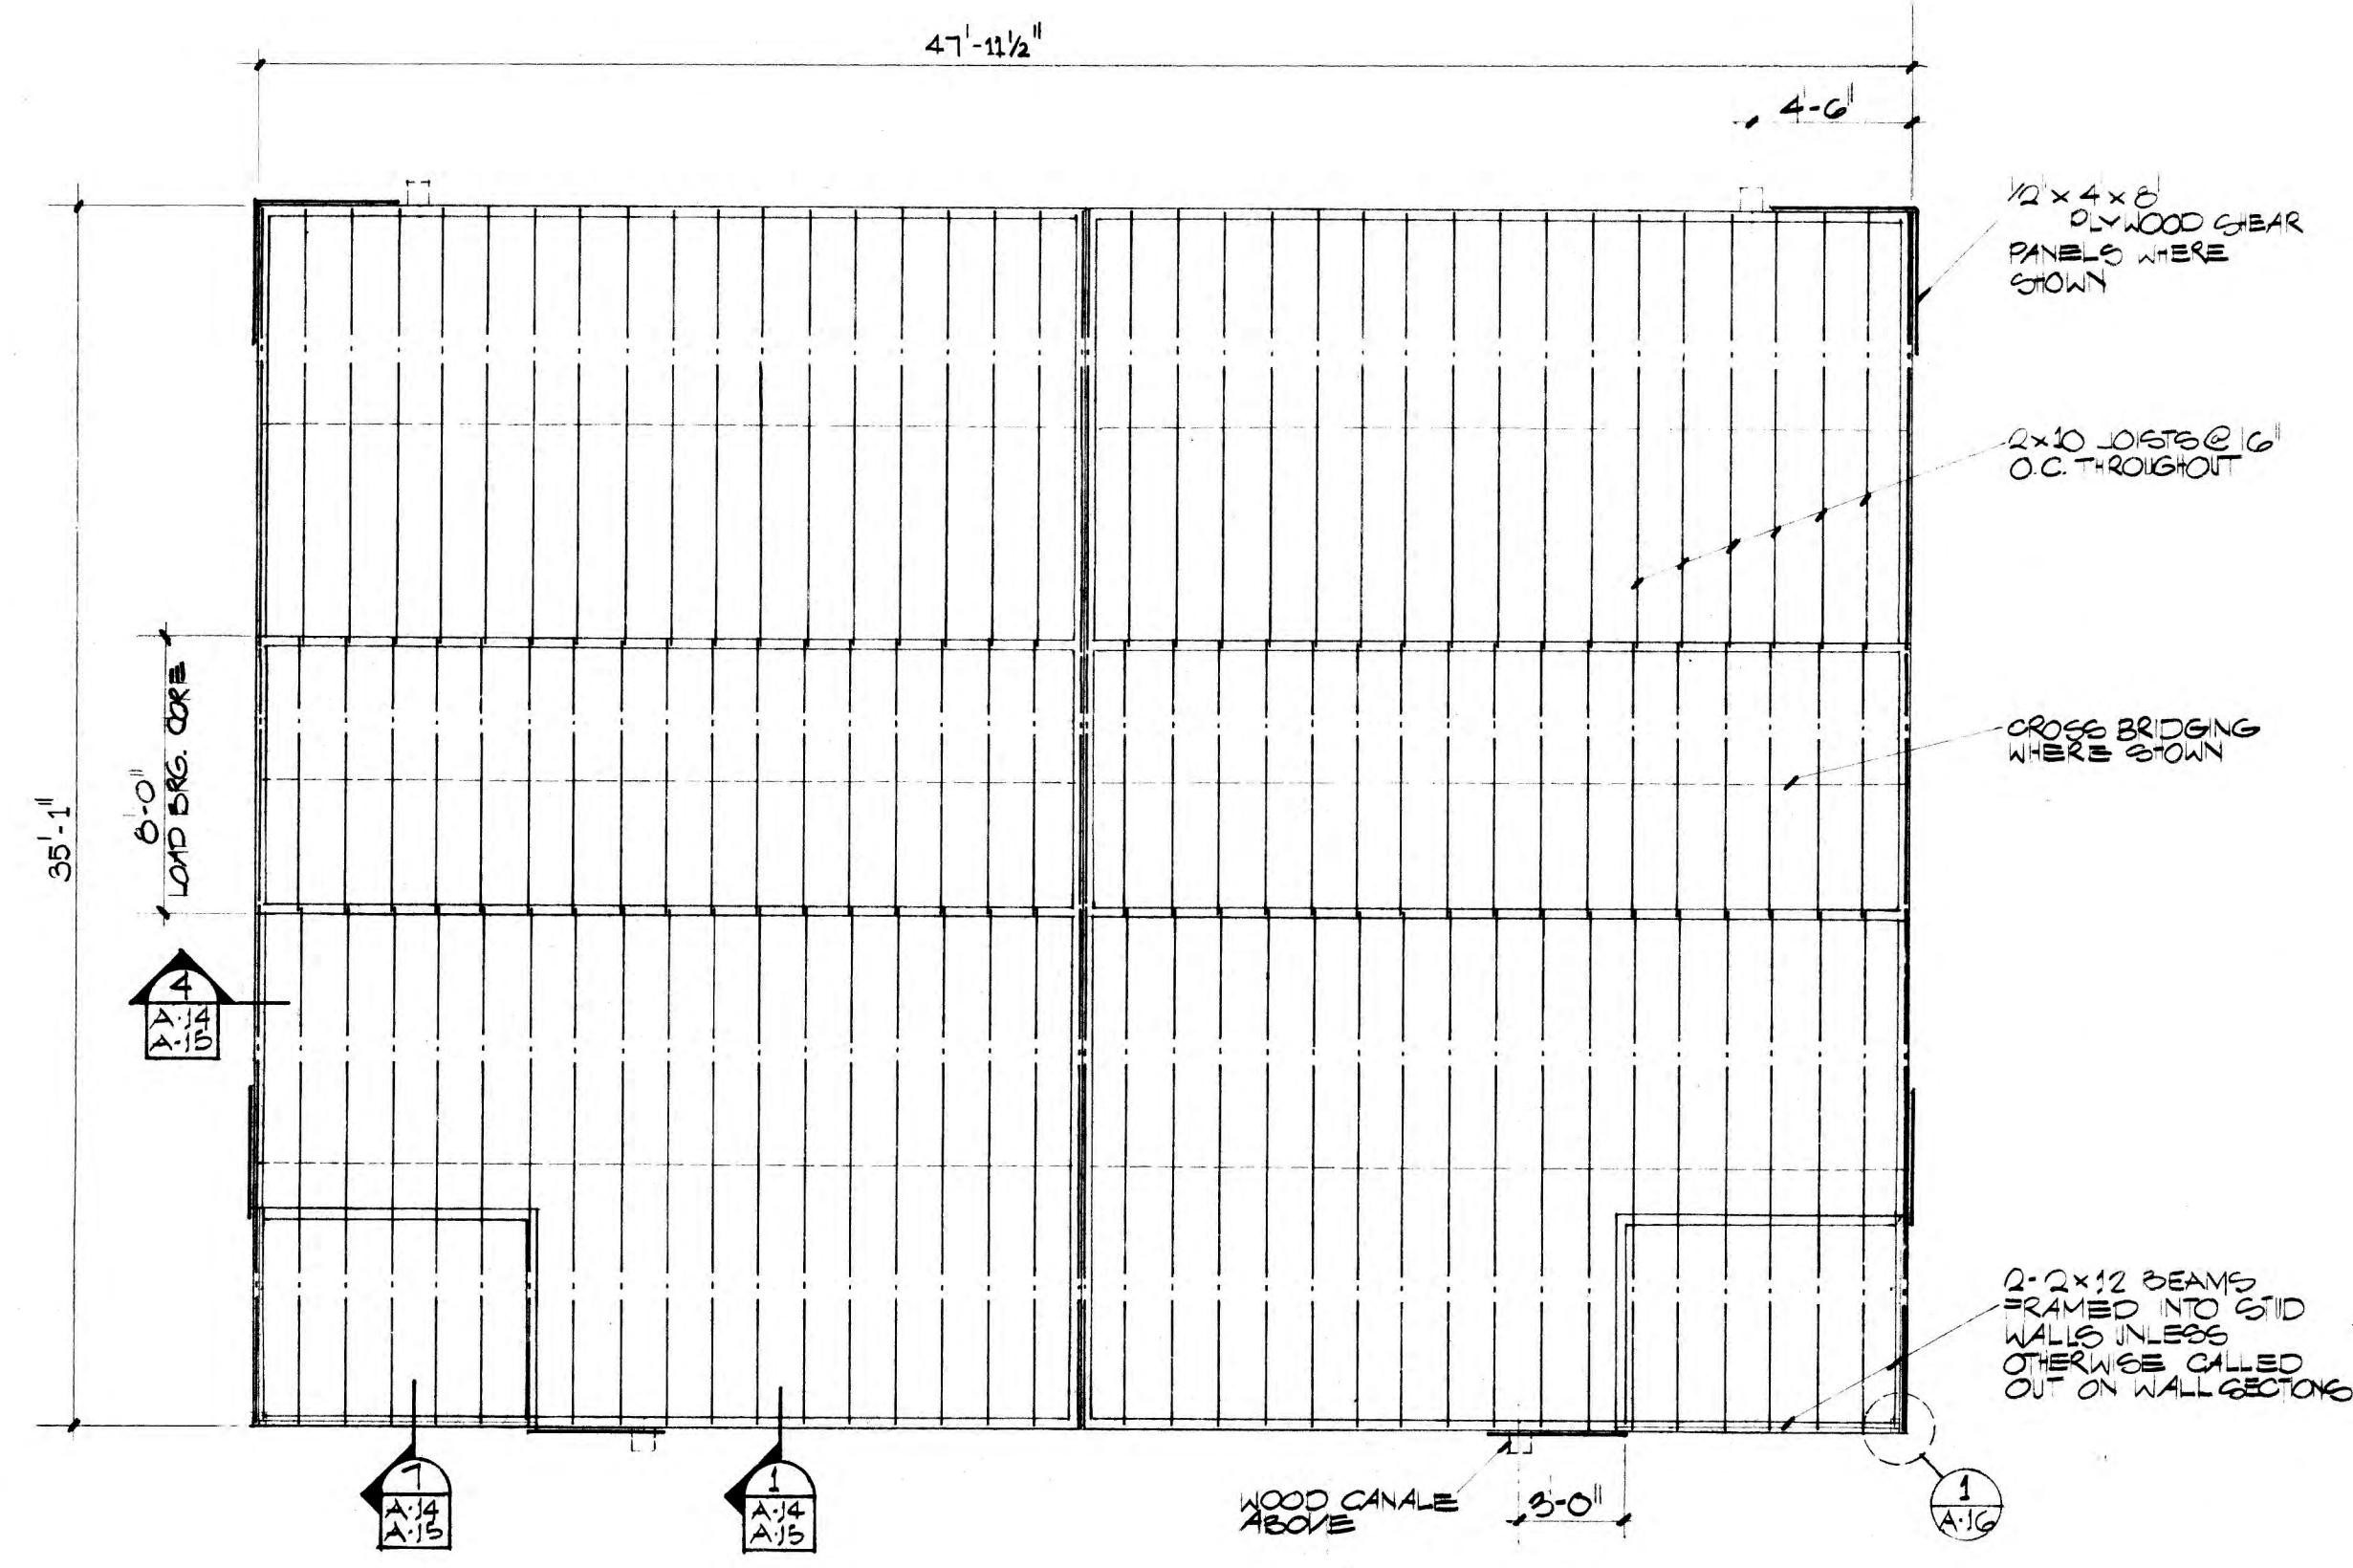 47'-11½"
4'-6"
½" x 4' x 8'
PLYWOOD SHEAR
PANELS WHERE
SHOWN
2x10 JOISTS @ 16"
O.C. THROUGHOUT
8'-0"
LOAD BRG. CORE
35'-1"
CROSS BRIDGING
WHERE SHOWN
4
A-14
A-15
2-2x12 BEAMS
FRAMED INTO STUD
WALLS UNLESS
OTHERWISE CALLED
OUT ON WALL SECTIONS
7
A-14
A-15
1
A-14
A-15
WOOD CANALE
ABOVE
3'-0"
1
A-16